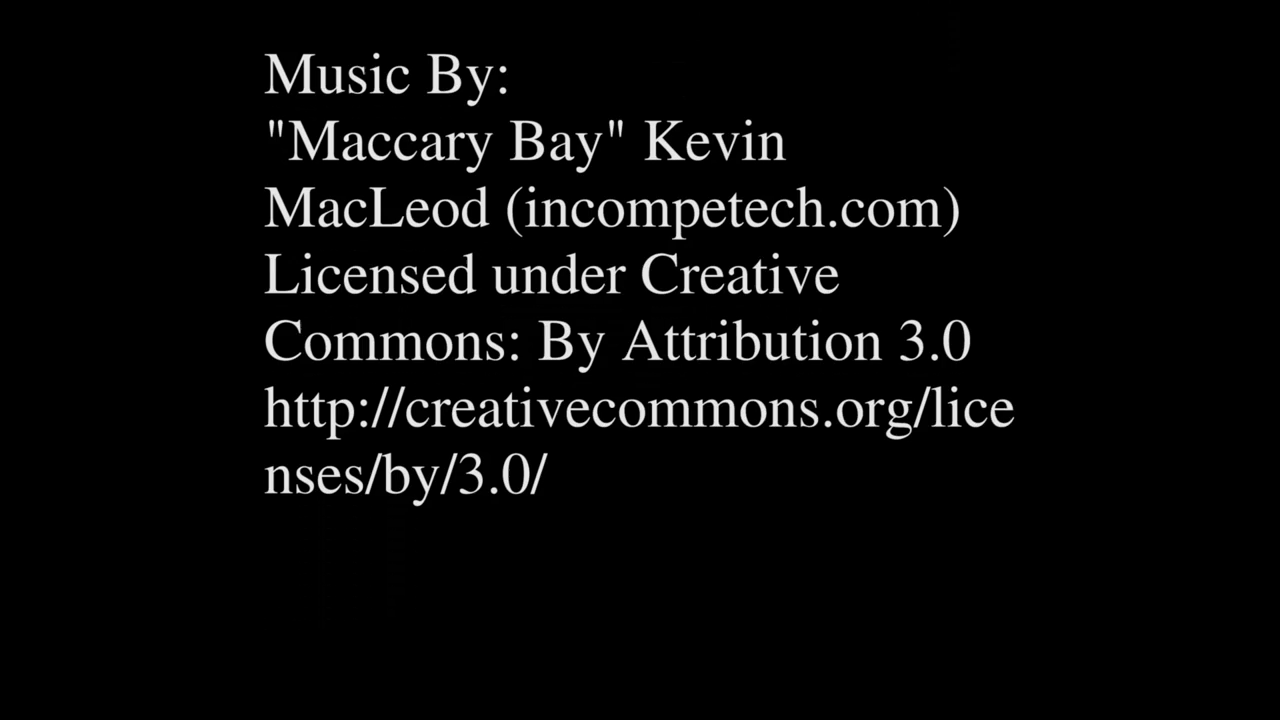 Music By:
"Maccary Bay" Kevin
MacLeod (incompetech.com)
Licensed under Creative
Commons: By Attribution 3.0
http://creativecommons.org/lice
nses/by/3.0/